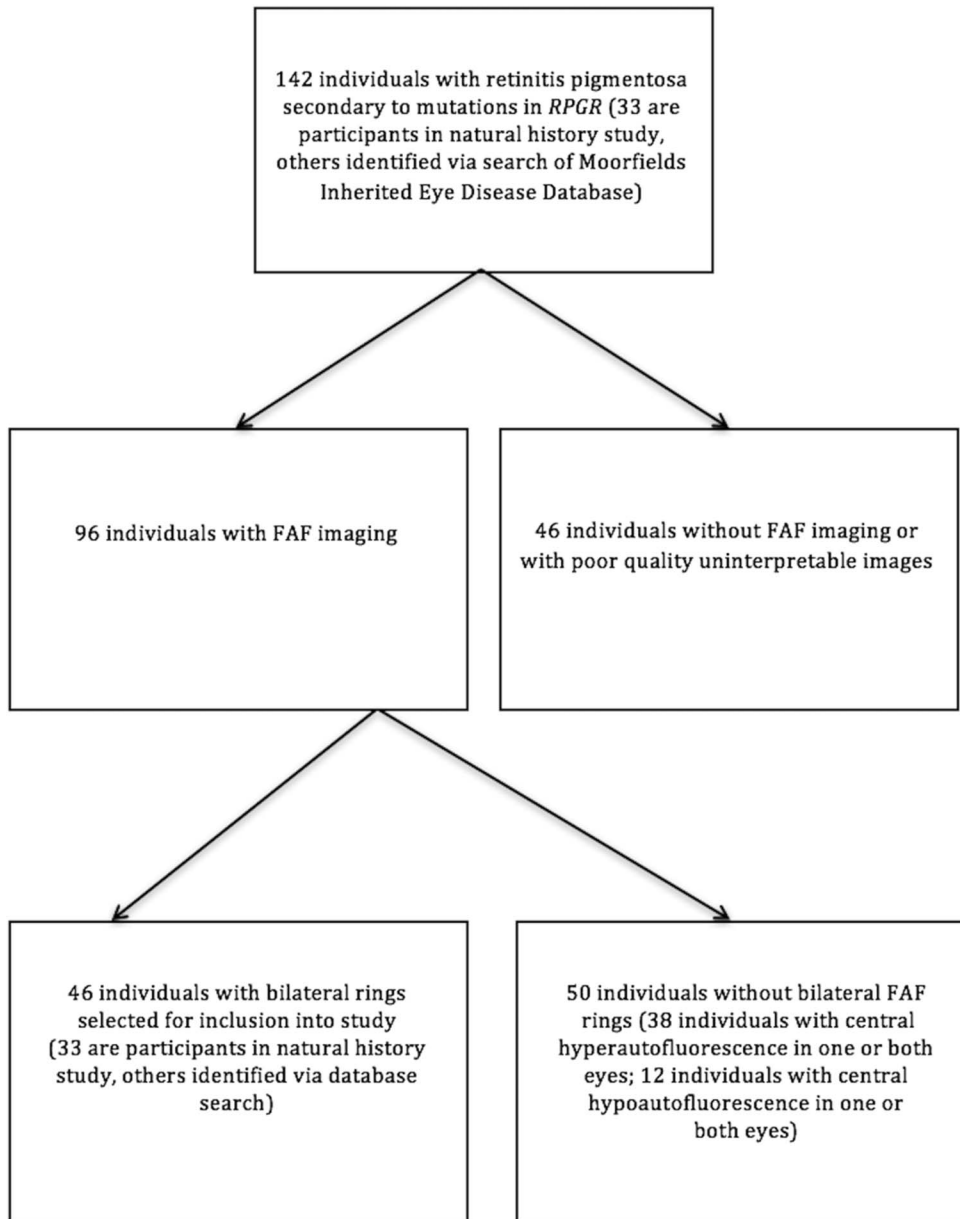 142 individuals with retinitis pigmentosa
secondary to mutations in RPGR (33 are
participants in natural history study,
others identified via search of Moorfields
Inherited Eye Disease Database)
96 individuals with FAF imaging
46 individuals without FAF imaging or
with poor quality uninterpretable images
46 individuals with bilateral rings
selected for inclusion into study
(33 are participants in natural history
study, others identified via database
search)
50 individuals without bilateral FAF
rings (38 individuals with central
hyperautofluorescence in one or both
eyes; 12 individuals with central
hypoautofluorescence in one or
both eyes)